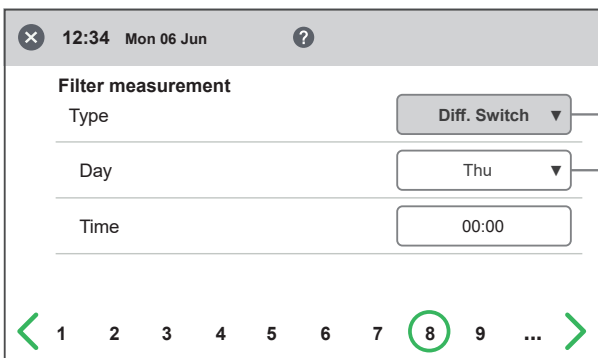 12:34 Mon 06 Jun ?
Filter measurement
Type Diff. Switch ▼
Day Thu ▼
Time 00:00
1 2 3 4 5 6 7 8 9 ...